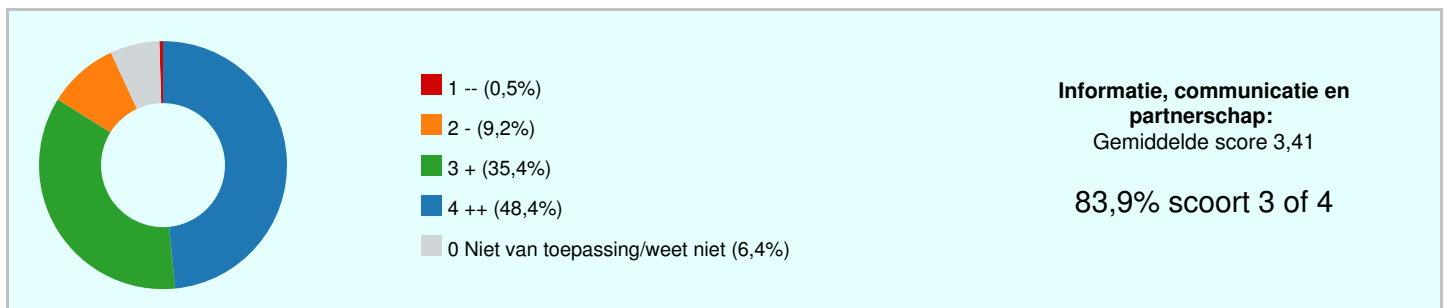 1 -- (0,5%)
2 - (9,2%)
3 + (35,4%)
4 ++ (48,4%)
0 Niet van toepassing/weet niet (6,4%)
Informatie, communicatie en
partnerschap:
Gemiddelde score 3,41
83,9% scoort 3 of 4